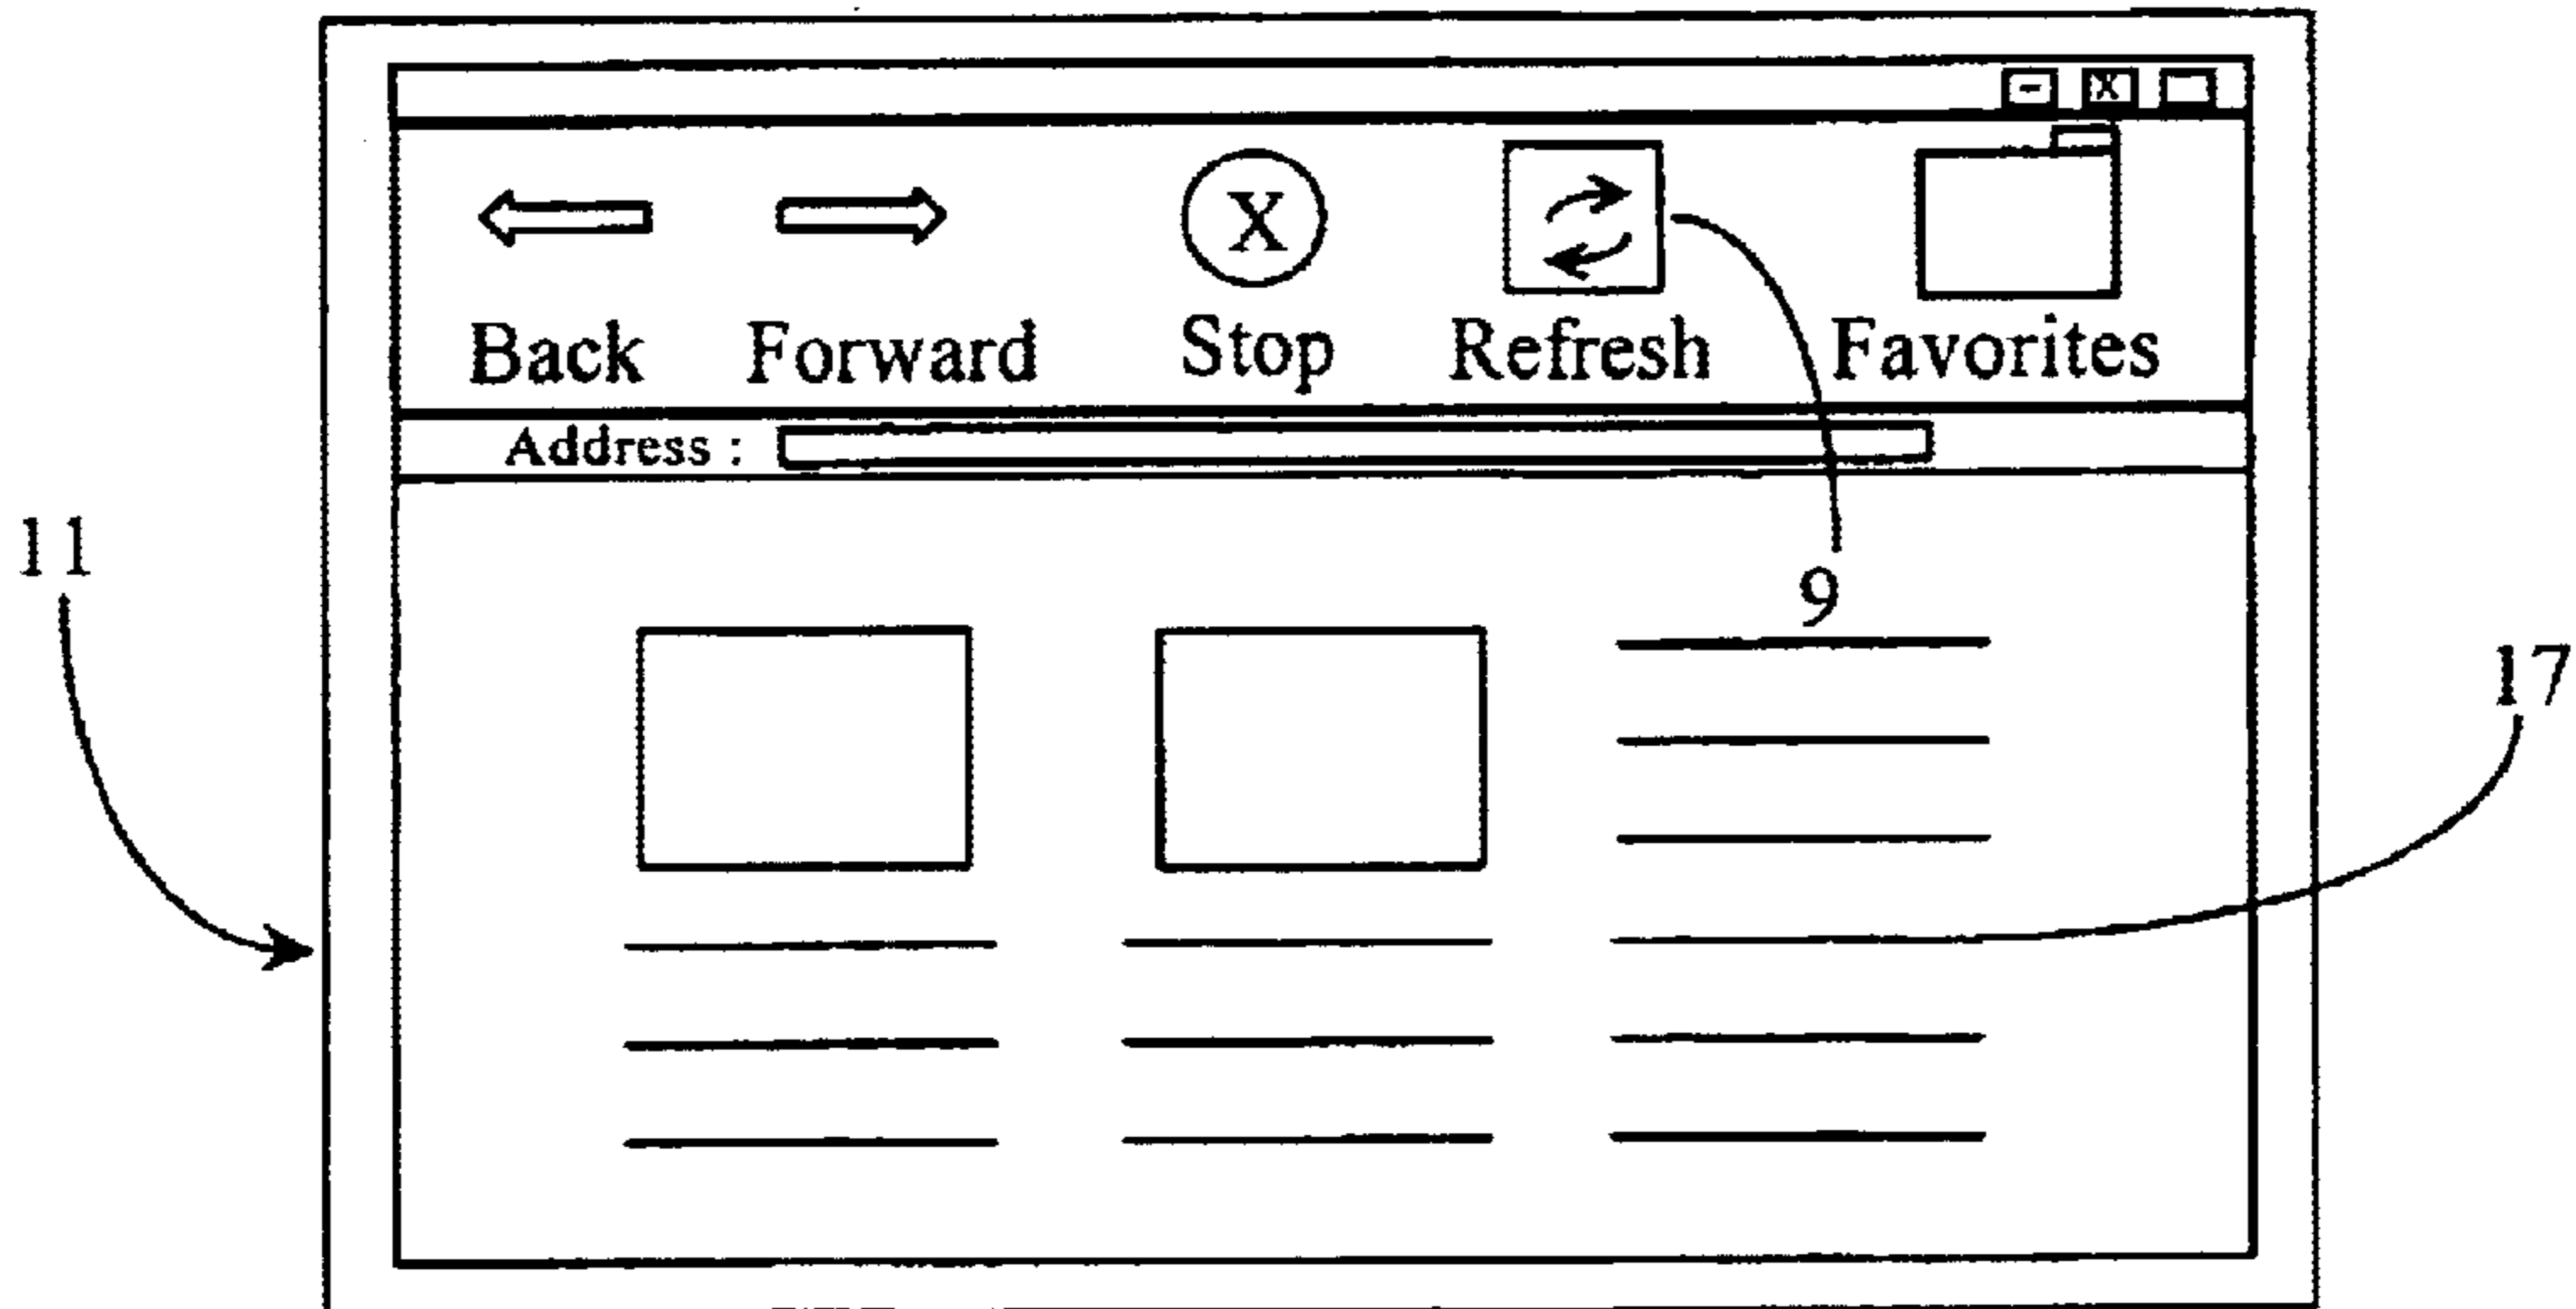 - X
X
Back Forward Stop Refresh Favorites
Address :
11
9
17